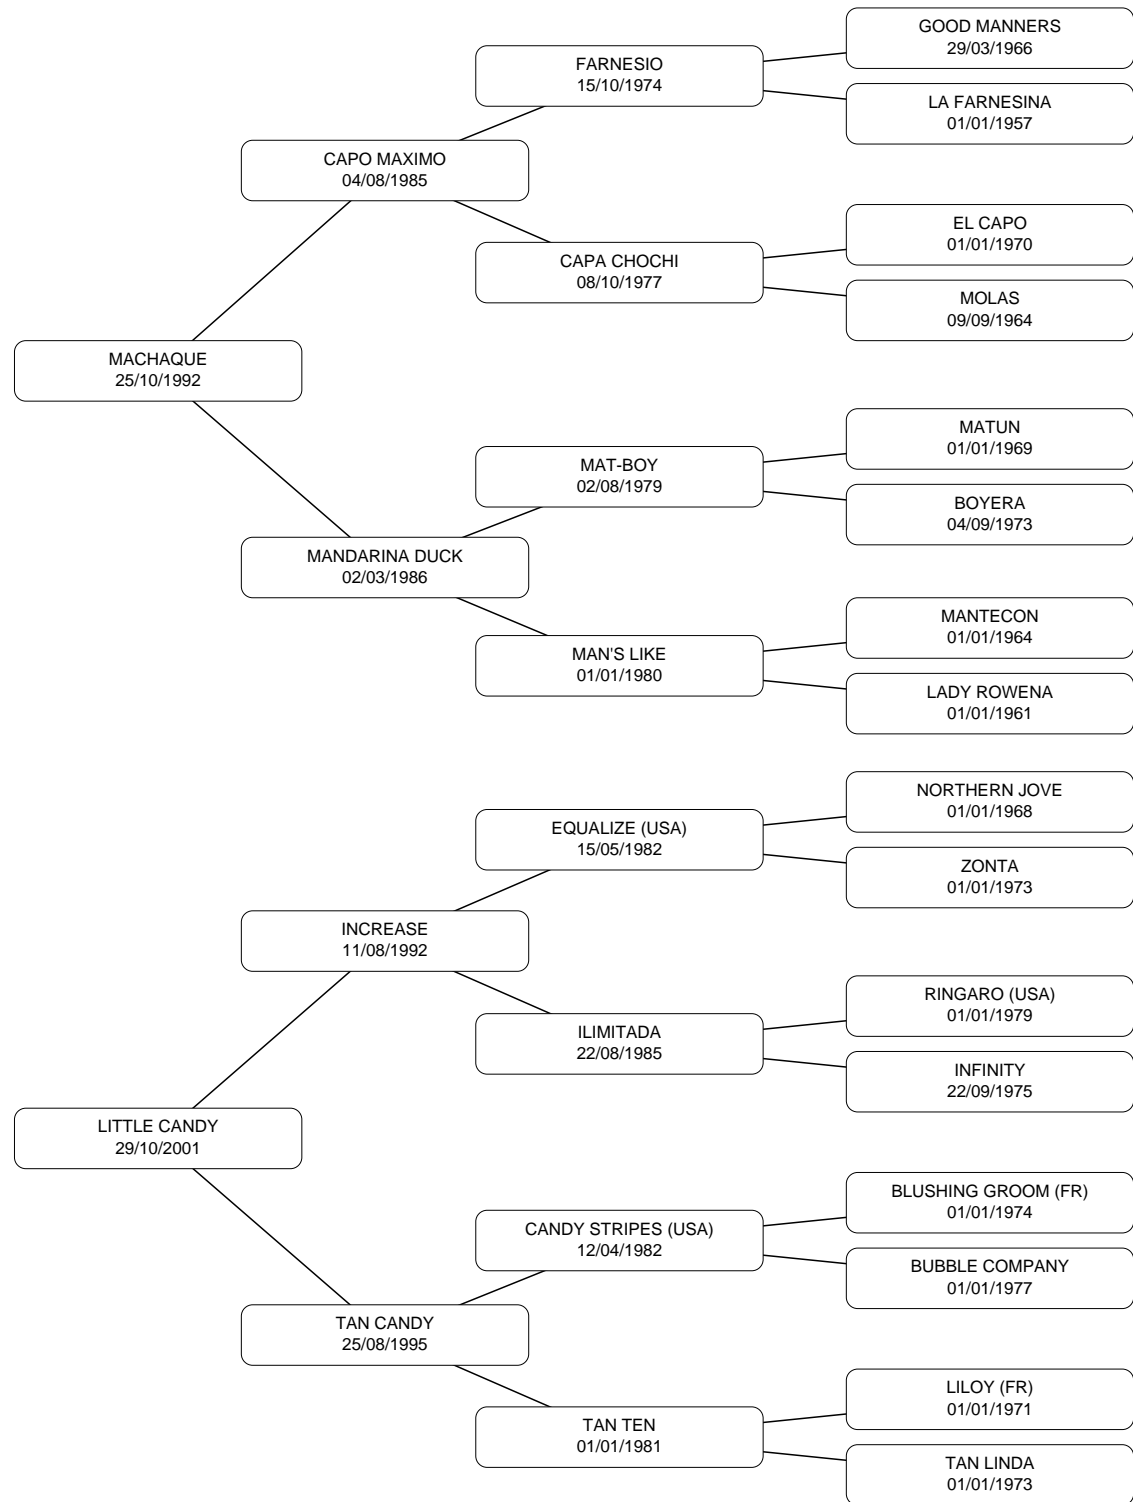 GOOD MANNERS
29/03/1966
FARNESIO
15/10/1974
LA FARNESINA
01/01/1957
CAPO MAXIMO
04/08/1985
EL CAPO
01/01/1970
CAPA CHOCHI
08/10/1977
MOLAS
09/09/1964
MACHAQUE
25/10/1992
MATUN
01/01/1969
MAT-BOY
02/08/1979
BOYERA
04/09/1973
MANDARINA DUCK
02/03/1986
MANTECON
01/01/1964
MAN'S LIKE
01/01/1980
LADY ROWENA
01/01/1961
NORTHERN JOVE
01/01/1968
EQUALIZE (USA)
15/05/1982
ZONTA
01/01/1973
INCREASE
11/08/1992
RINGARO (USA)
01/01/1979
ILIMITADA
22/08/1985
INFINITY
22/09/1975
LITTLE CANDY
29/10/2001
BLUSHING GROOM (FR)
01/01/1974
CANDY STRIPES (USA)
12/04/1982
BUBBLE COMPANY
01/01/1977
TAN CANDY
25/08/1995
LILOY (FR)
01/01/1971
TAN TEN
01/01/1981
TAN LINDA
01/01/1973